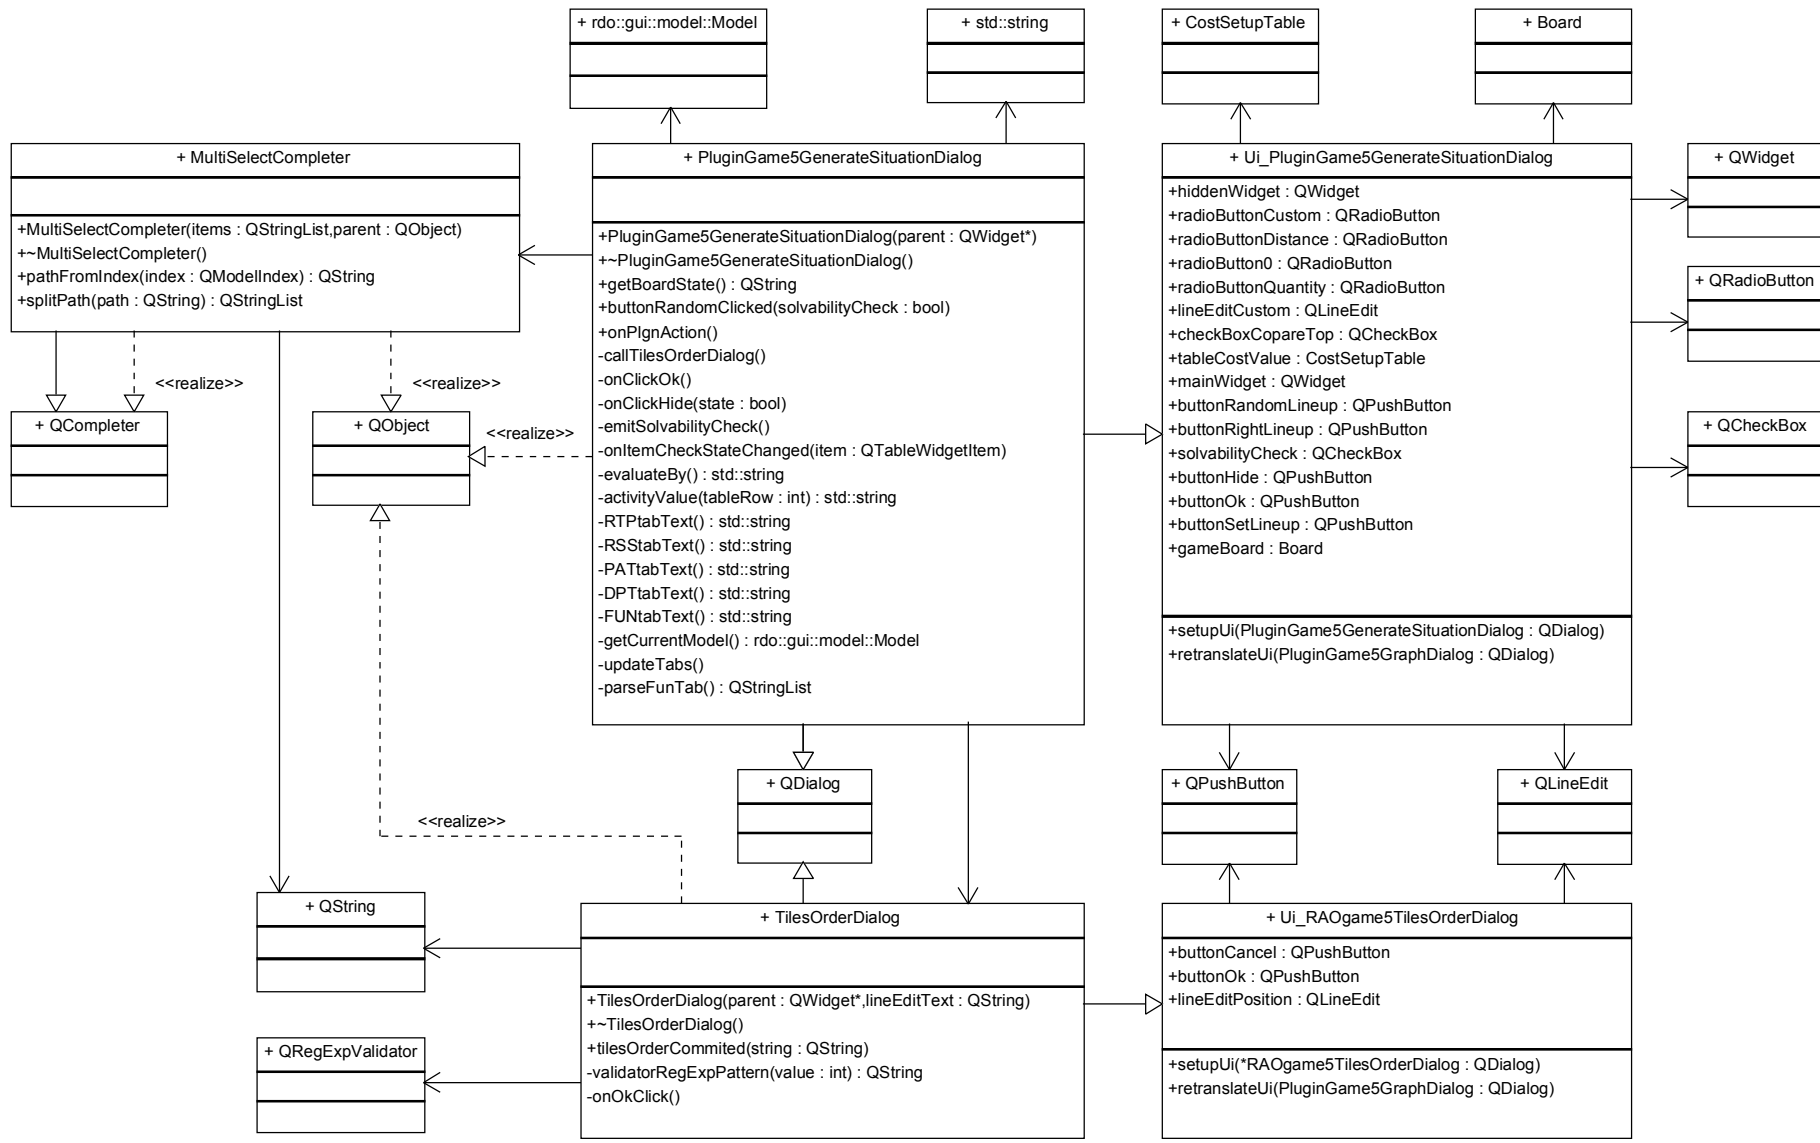 + rdo::gui::model::Model
+ std::string
+ CostSetupTable
+ Board
+ MultiSelectCompleter
+MultiSelectCompleter(items : QStringList,parent : QObject)
+~MultiSelectCompleter()
+pathFromIndex(index : QModelIndex) : QString
+splitPath(path : QString) : QStringList
+ PluginGame5GenerateSituationDialog
+PluginGame5GenerateSituationDialog(parent : QWidget*)
+~PluginGame5GenerateSituationDialog()
+getBoardState() : QString
+buttonRandomClicked(solvabilityCheck : bool)
+onPlgnAction()
-callTilesOrderDialog()
-onClickOk()
-onClickHide(state : bool)
-emitSolvabilityCheck()
-onItemCheckStateChanged(item : QTableWidgetItem)
-evaluateBy() : std::string
-activityValue(tableRow : int) : std::string
-RTPtabText() : std::string
-RSStabText() : std::string
-PATtabText() : std::string
-DPTtabText() : std::string
-FUNtabText() : std::string
-getCurrentModel() : rdo::gui::model::Model
-updateTabs()
-parseFunTab() : QStringList
+ Ui_PluginGame5GenerateSituationDialog
+hiddenWidget : QWidget
+radioButtonCustom : QRadioButton
+radioButtonDistance : QRadioButton
+radioButton0 : QRadioButton
+radioButtonQuantity : QRadioButton
+lineEditCustom : QLineEdit
+checkBoxCopareTop : QCheckBox
+tableCostValue : CostSetupTable
+mainWidget : QWidget
+buttonRandomLineup : QPushButton
+buttonRightLineup : QPushButton
+solvabilityCheck : QCheckBox
+buttonHide : QPushButton
+buttonOk : QPushButton
+buttonSetLineup : QPushButton
+gameBoard : Board
+setupUi(PluginGame5GenerateSituationDialog : QDialog)
+retranslateUi(PluginGame5GraphDialog : QDialog)
+ QWidget
+ QRadioButton
+ QCheckBox
<<realize>>
<<realize>>
<<realize>>
+ QCompleter
+ QObject
<<realize>>
+ QDialog
+ QPushButton
+ QLineEdit
+ QString
+ QRegExpValidator
+ TilesOrderDialog
+TilesOrderDialog(parent : QWidget*,lineEditText : QString)
+~TilesOrderDialog()
+tilesOrderCommited(string : QString)
-validatorRegExpPattern(value : int) : QString
-onOkClick()
+ Ui_RAOgame5TilesOrderDialog
+buttonCancel : QPushButton
+buttonOk : QPushButton
+lineEditPosition : QLineEdit
+setupUi(*RAOgame5TilesOrderDialog : QDialog)
+retranslateUi(PluginGame5GraphDialog : QDialog)